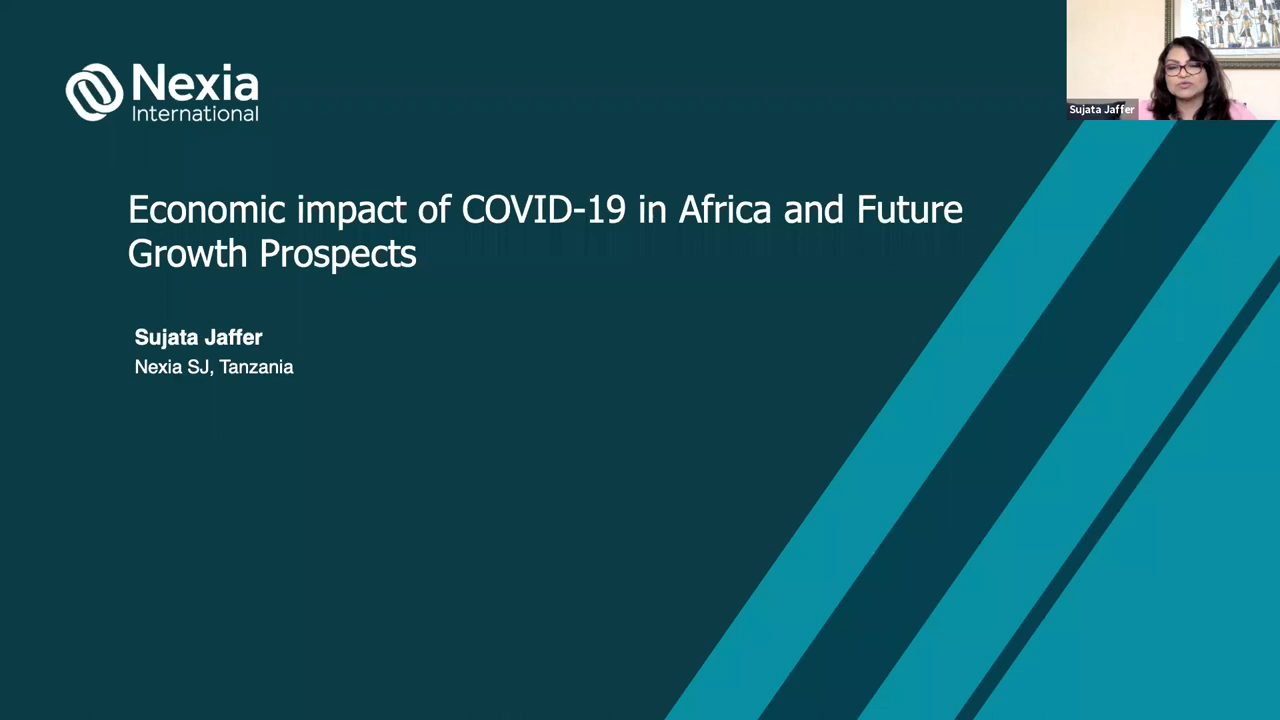 Nexia
International
Sujata Jaffer
Economic impact of COVID-19 in Africa and Future
Growth Prospects
Sujata Jaffer
Nexia SJ, Tanzania